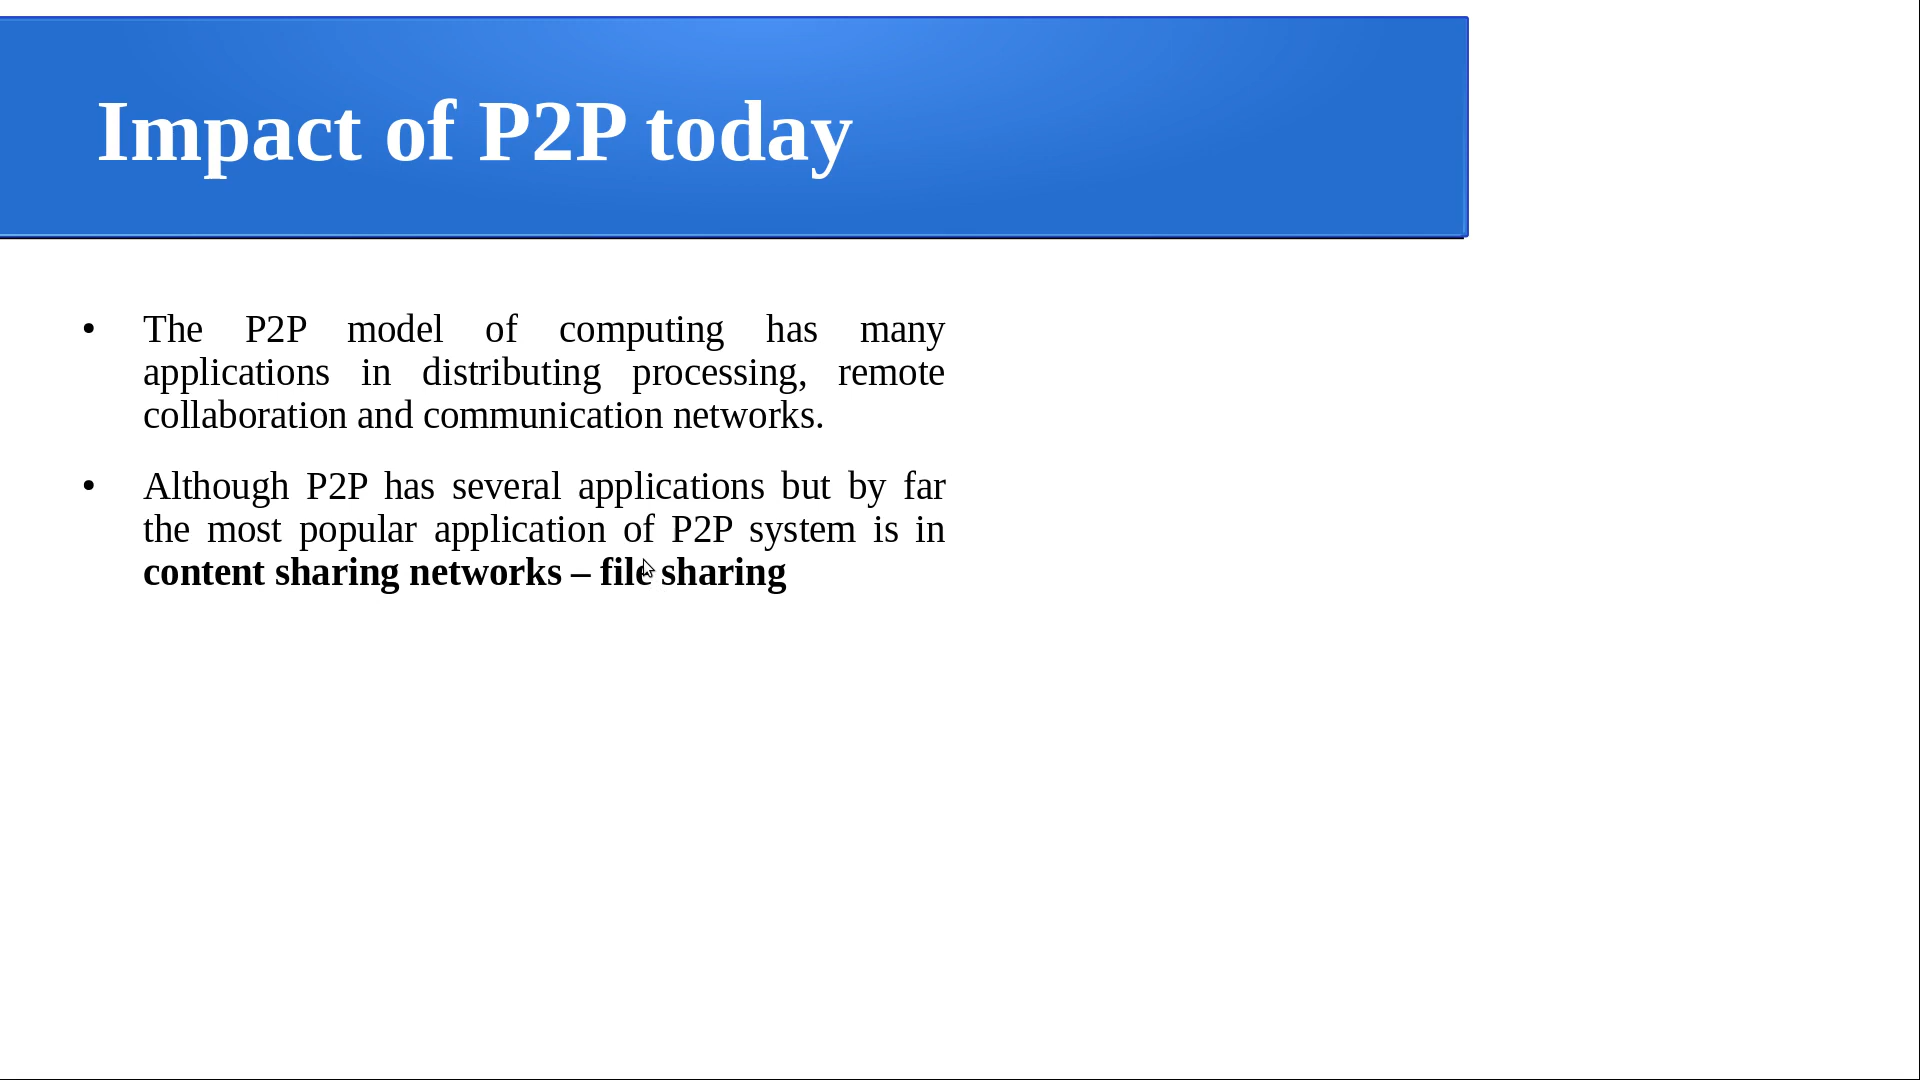 Impact of P2P today
• The P2P model of computing has many
applications in distributing processing, remote
collaboration and communication networks.
• Although P2P has several applications but by far
the most popular application of P2P system is in
content sharing networks – file sharing